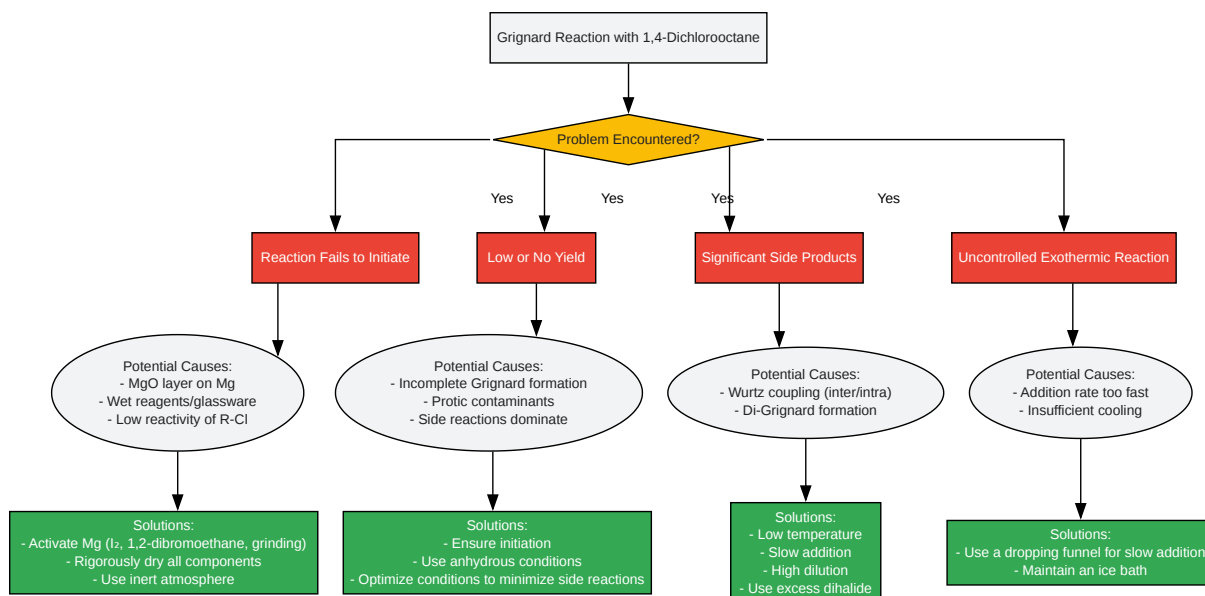 Grignard Reaction with 1,4-Dichlorooctane
Problem Encountered?
Yes
Yes
Yes
Yes
Reaction Fails to Initiate
Low or No Yield
Significant Side Products
Uncontrolled Exothermic Reaction
Potential Causes:
- MgO layer on Mg
- Wet reagents/glassware
- Low reactivity of R-Cl
Potential Causes:
- Incomplete Grignard formation
- Protic contaminants
- Side reactions dominate
Potential Causes:
- Wurtz coupling (inter/intra)
- Di-Grignard formation
Potential Causes:
- Addition rate too fast
- Insufficient cooling
Solutions:
- Activate Mg (I₂, 1,2-dibromoethane, grinding)
- Rigorously dry all components
- Use inert atmosphere
Solutions:
- Ensure initiation
- Use anhydrous conditions
- Optimize conditions to minimize side reactions
Solutions:
- Low temperature
- Slow addition
- High dilution
- Use excess dihalide
Solutions:
- Use a dropping funnel for slow addition
- Maintain an ice bath